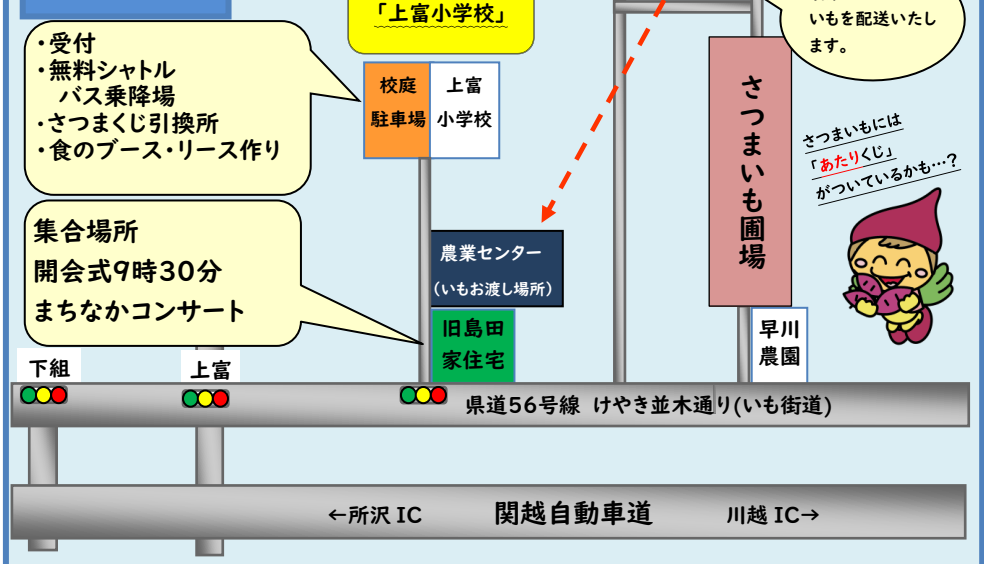 「上富小学校」
いもを配送いたし
ます。
・受付
・無料シャトル
バス乗降場
・さつまくじ引換所
・食のブース・リース作り
校庭
駐車場
上富
小学校
さつまいも圃場
さつまいもには
「あたりくじ」
がついているかも…?
集合場所
開会式9時30分
まちなかコンサート
農業センター
(いもお渡し場所)
旧島田
家住宅
早川
農園
下組
上富
県道56号線 けやき並木通り(いも街道)
←所沢 IC
関越自動車道
川越 IC→